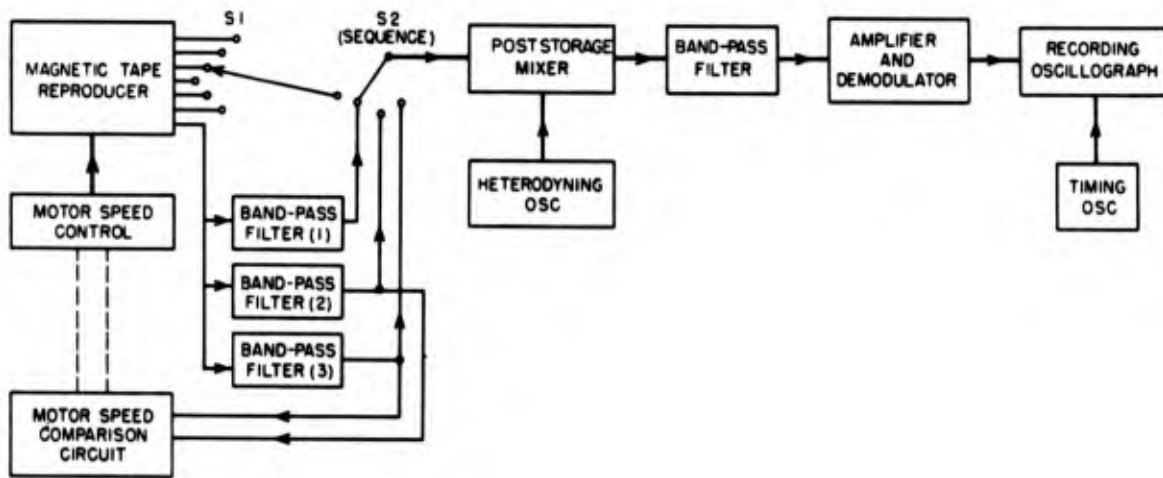 S1
S2
(SEQUENCE)
MAGNETIC TAPE
REPRODUCER
POST STORAGE
MIXER
BAND-PASS
FILTER
AMPLIFIER
AND
DEMODULATOR
RECORDING
OSCILLOGRAPH
HETERODYNING
OSC
TIMING
OSC
MOTOR SPEED
CONTROL
BAND-PASS
FILTER (1)
BAND-PASS
FILTER (2)
BAND-PASS
FILTER (3)
MOTOR SPEED
COMPARISON
CIRCUIT